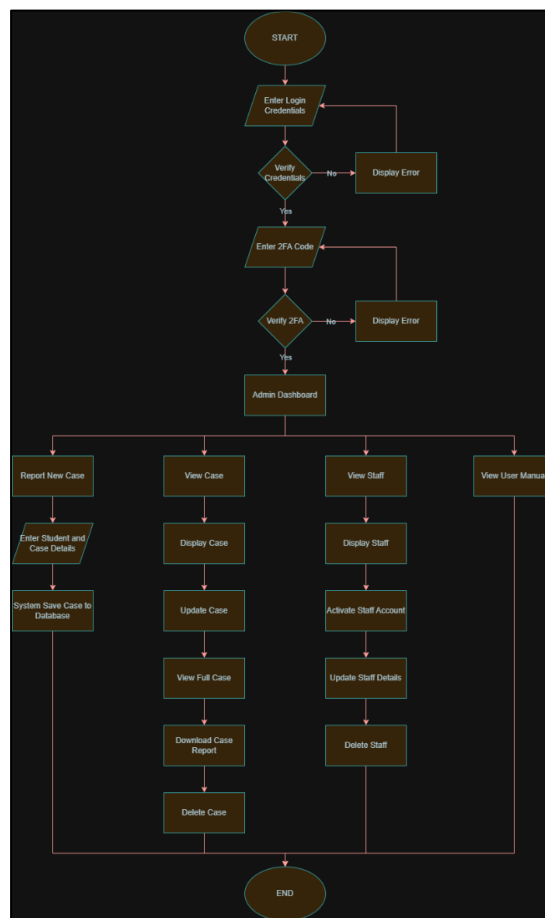 START
Enter Login
Credentials
Verify
Credentials
No
Display Error
Yes
Enter 2FA Code
Verify 2FA
No
Display Error
Yes
Admin Dashboard
Report New Case
View Case
View Staff
View User Manual
Enter Student and
Case Details
Display Case
Display Staff
System Save Case to
Database
Update Case
Activate Staff Account
View Full Case
Update Staff Details
Download Case
Report
Delete Staff
Delete Case
END